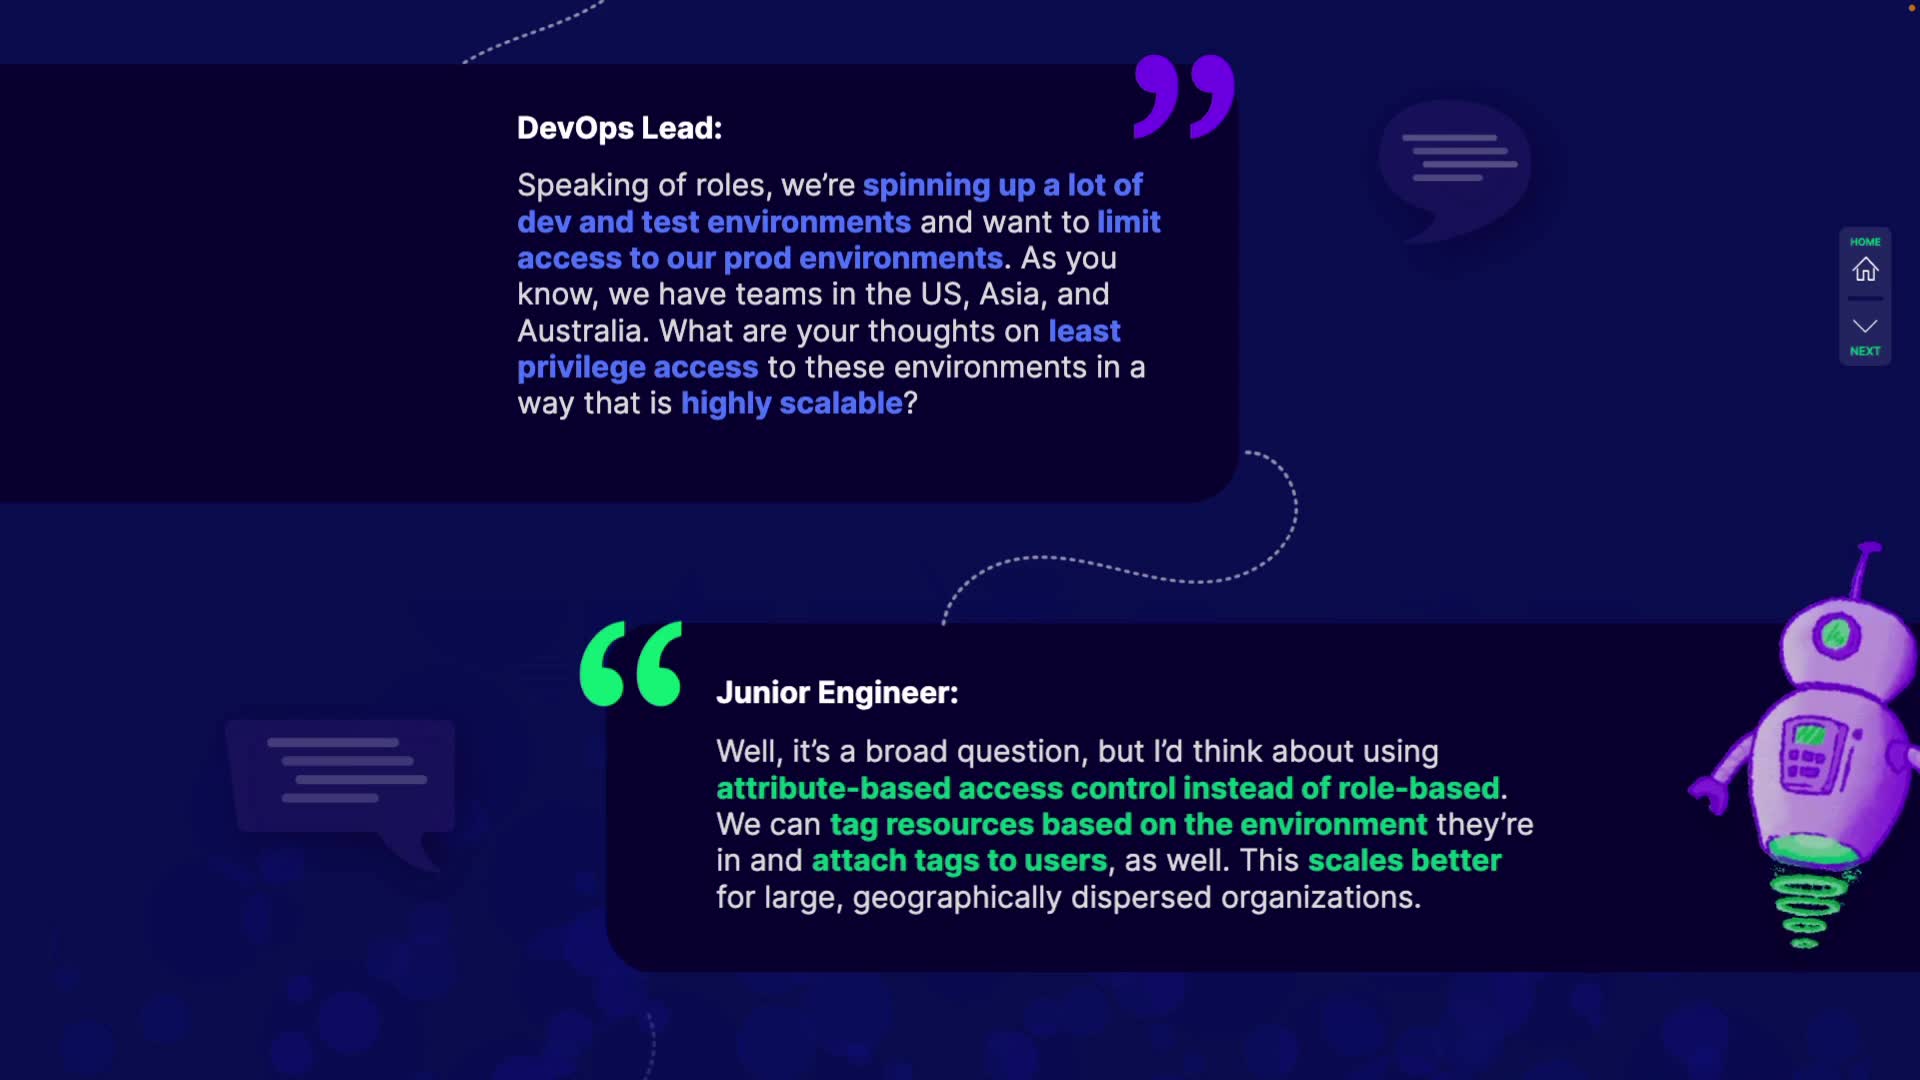 DevOps Lead:
Speaking of roles, we’re spinning up a lot of
dev and test environments and want to limit
access to our prod environments. As you
know, we have teams in the US, Asia, and
Australia. What are your thoughts on least
privilege access to these environments in a
way that is highly scalable?
HOME
NEXT
Junior Engineer:
Well, it’s a broad question, but I’d think about using
attribute-based access control instead of role-based.
We can tag resources based on the environment they’re
in and attach tags to users, as well. This scales better
for large, geographically dispersed organizations.